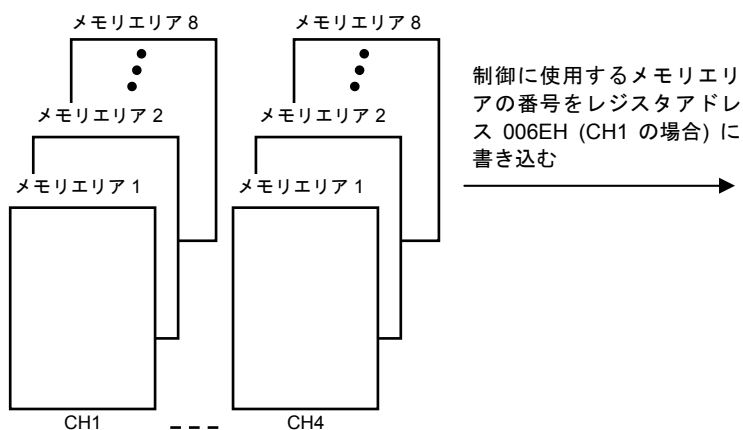 メモリエリア 8
メモリエリア 8
メモリエリア 2
メモリエリア 2
メモリエリア 1
メモリエリア 1
CH1
CH4
制御に使用するメモリエリ
アの番号をレジスタアドレ
ス 006EH (CH1 の場合) に
書き込む